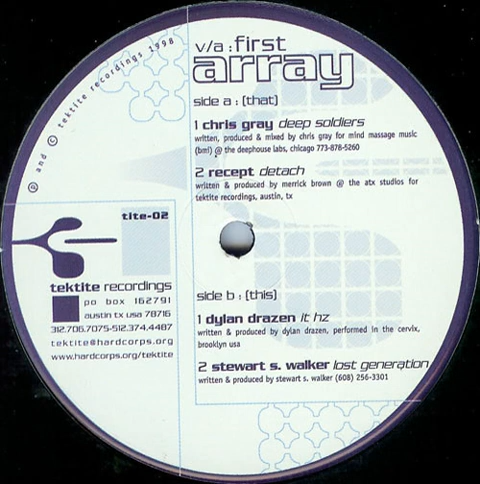 ℗ and © tektite recordings 1998
v/a :first
array
side a : (that)
1 chris gray deep soldiers
written, produced & mixed by chris gray for mind massage music
(bmi) @ the deephouse labs, chicago 773-878-5260
2 recept detach
written & produced by merrick brown @ the atx studios for
tektite recordings, austin, tx
tite-02
tektite recordings
po box 162791
austin tx usa 78716
312.706.7075-512.374.4487
tektite@hardcorps.org
www.hardcorps.org/tektite
side b : (this)
1 dylan drazen it hz
written & produced by dylan drazen, performed in the cervix,
brooklyn usa
2 stewart s. walker lost generation
written & produced by stewart s. walker (608) 256-3301